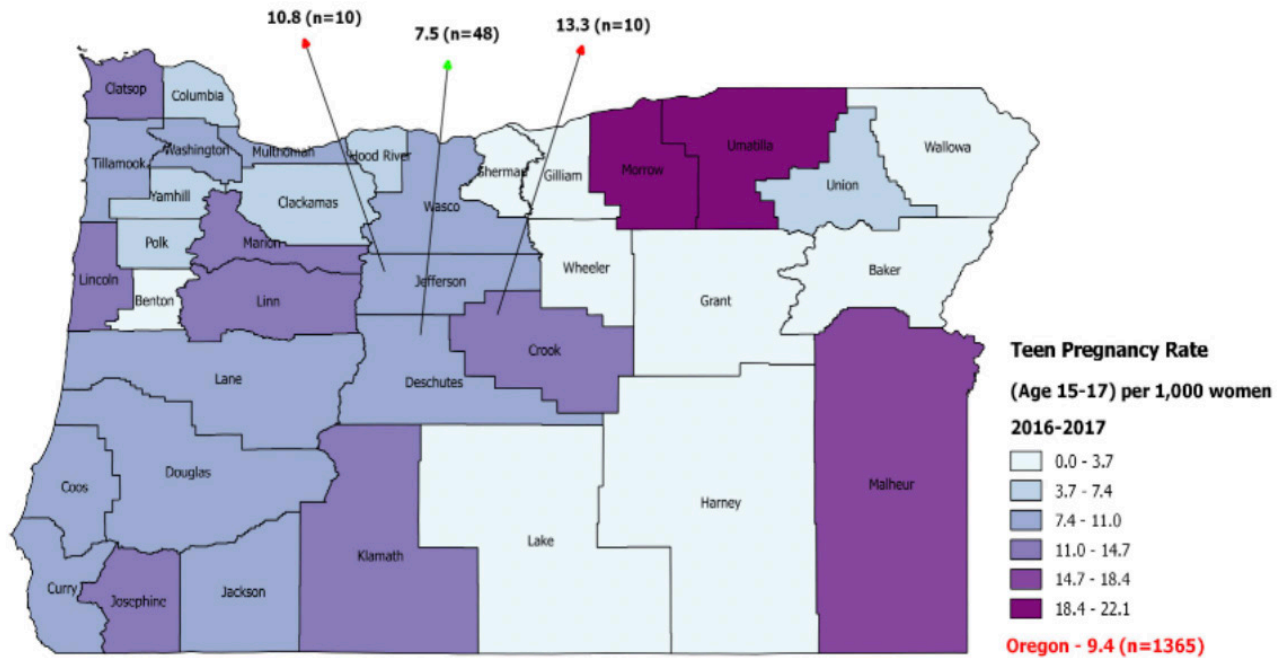 10.8 (n=10)
7.5 (n=48)
13.3 (n=10)
Clatsop
Columbia
Tillamook
Washington
Multnomah
Hood River
Sherman
Gilliam
Morrow
Umatilla
Wallowa
Union
Yamhill
Clackamas
Wasco
Polk
Marion
Jefferson
Wheeler
Grant
Baker
Lincoln
Benton
Linn
Crook
Lane
Deschutes
Coos
Douglas
Klamath
Lake
Harney
Malheur
Curry
Josephine
Jackson
Teen Pregnancy Rate
(Age 15-17) per 1,000 women
2016-2017
0.0 - 3.7
3.7 - 7.4
7.4 - 11.0
11.0 - 14.7
14.7 - 18.4
18.4 - 22.1
Oregon - 9.4 (n=1365)